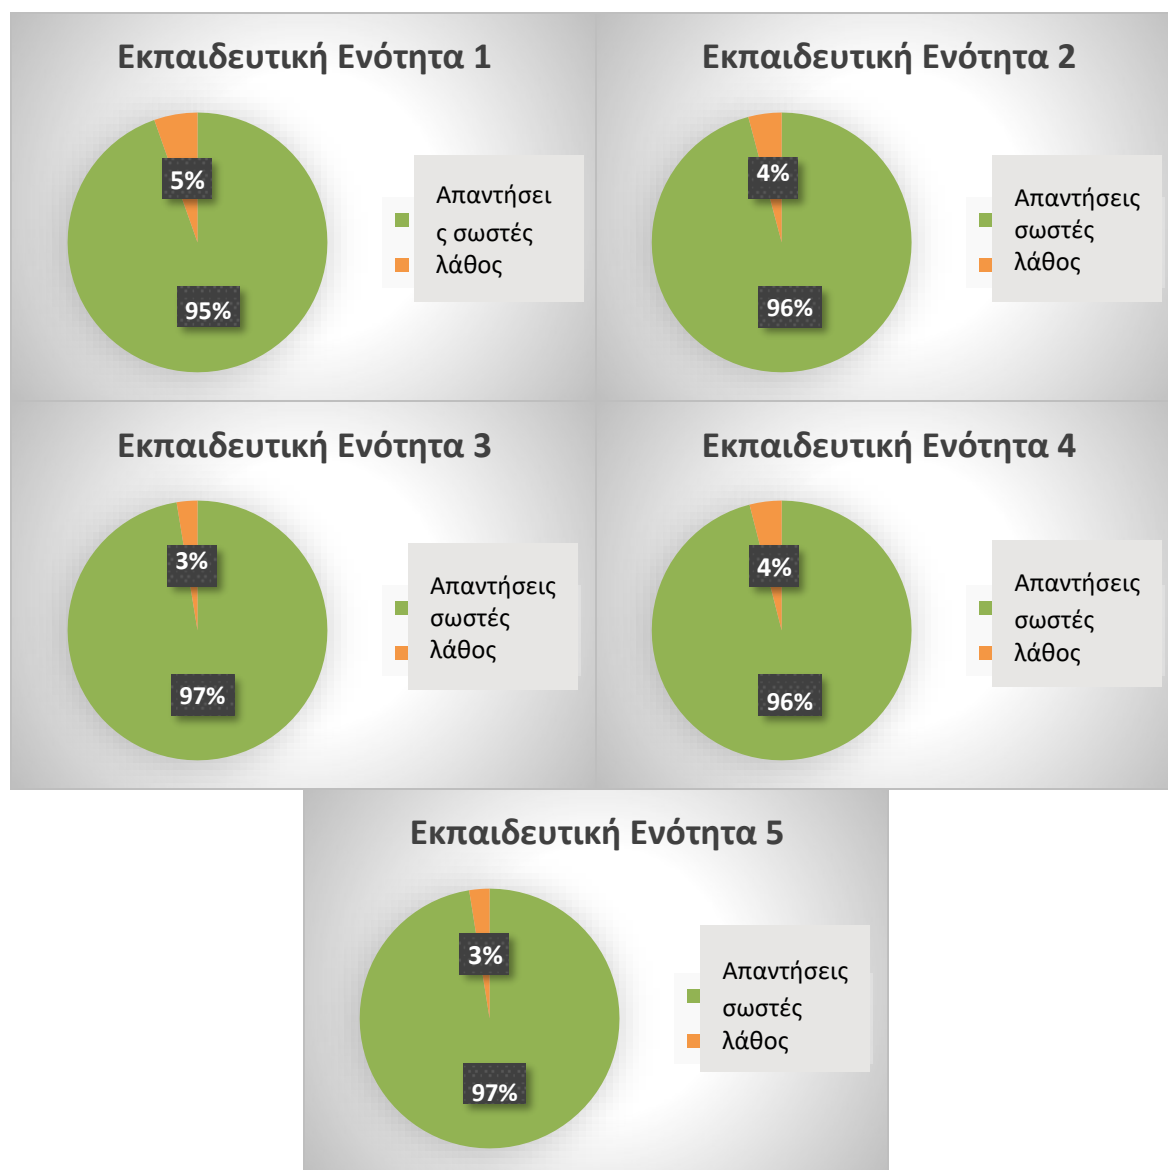 Εκπαιδευτική Ενότητα 1
5%
95%
Απαντήσει
ς σωστές
λάθος
Εκπαιδευτική Ενότητα 2
4%
96%
Απαντήσεις
σωστές
λάθος
Εκπαιδευτική Ενότητα 3
3%
97%
Απαντήσεις
σωστές
λάθος
Εκπαιδευτική Ενότητα 4
4%
96%
Απαντήσεις
σωστές
λάθος
Εκπαιδευτική Ενότητα 5
3%
97%
Απαντήσεις
σωστές
λάθος